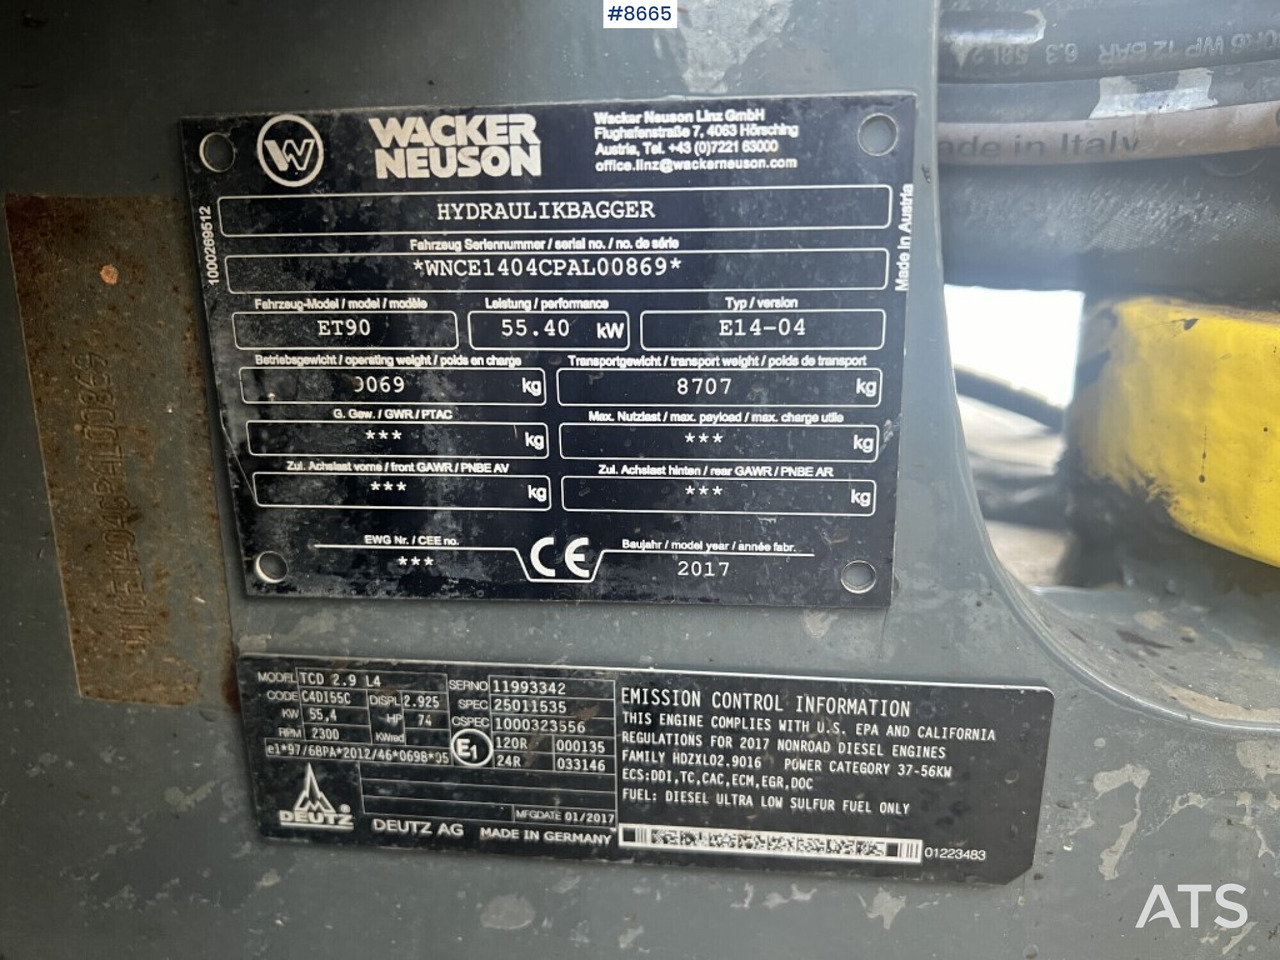 #8665
WACKER
NEUSON
Wacker Neuson Linz GmbH
Flughafenstraße 7, 4063 Hörsching
Austria, Tel. +43 (0)7221 63000
office.linz@wackerneuson.com
HYDRAULIKBAGGER
Fahrzeug Seriennummer / serial no. / no. de série
*WNCE1404CPAL00869*
Fahrzeug-Model / model / modèle
Leistung / performance
Typ / version
ET90
55.40 kW
E14-04
Betriebsgewicht / operating weight / poids en charge
Transportgewicht / transport weight / poids de transport
9069 kg
8707 kg
G. Gew. / GWR / PTAC
Max. Nutzlast / max. payload / max. charge utile
*** kg
*** kg
Zul. Achslast vorne / front GAWR / PNBE AV
Zul. Achslast hinten / rear GAWR / PNBE AR
*** kg
*** kg
EWG Nr. / CEE no.
***
CE
Baujahr / model year / année fabr.
2017
1000269512
Made in Austria
MODEL TCD 2.9 L4
CODE C4DI55C
DISPL 2.925
KW 55,4
HP 74
RPM 2300
KWred
SERNO 11993342
SPEC 25011535
CSPEC 1000323556
E1
120R 000135
24R 033146
e1*97/68PA*2012/46*0698*05
MFGDATE 01/2017
DEUTZ ®
DEUTZ AG MADE IN GERMANY
EMISSION CONTROL INFORMATION
THIS ENGINE COMPLIES WITH U.S. EPA AND CALIFORNIA
REGULATIONS FOR 2017 NONROAD DIESEL ENGINES
FAMILY HDZXL02.9016 POWER CATEGORY 37-56KW
ECS:DDI,TC,CAC,ECM,EGR,DOC
FUEL: DIESEL ULTRA LOW SULFUR FUEL ONLY
01223483
made in Italy
WP 12 BAR 6.3
ATS